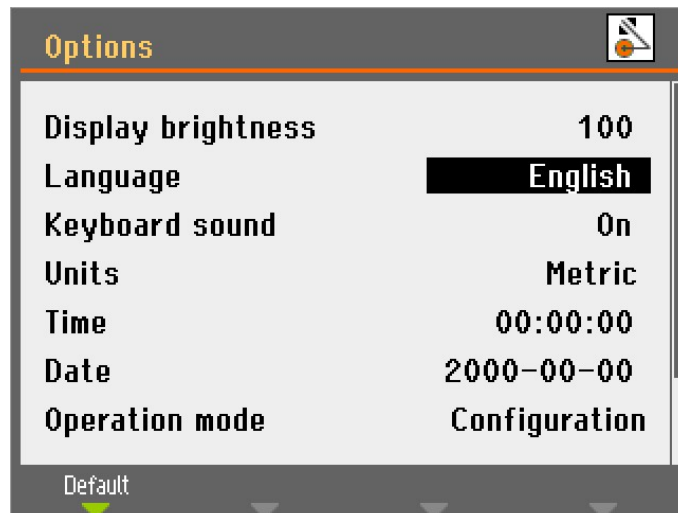 Options
Display brightness 100
Language English
Keyboard sound On
Units Metric
Time 00:00:00
Date 2000-00-00
Operation mode Configuration
Default